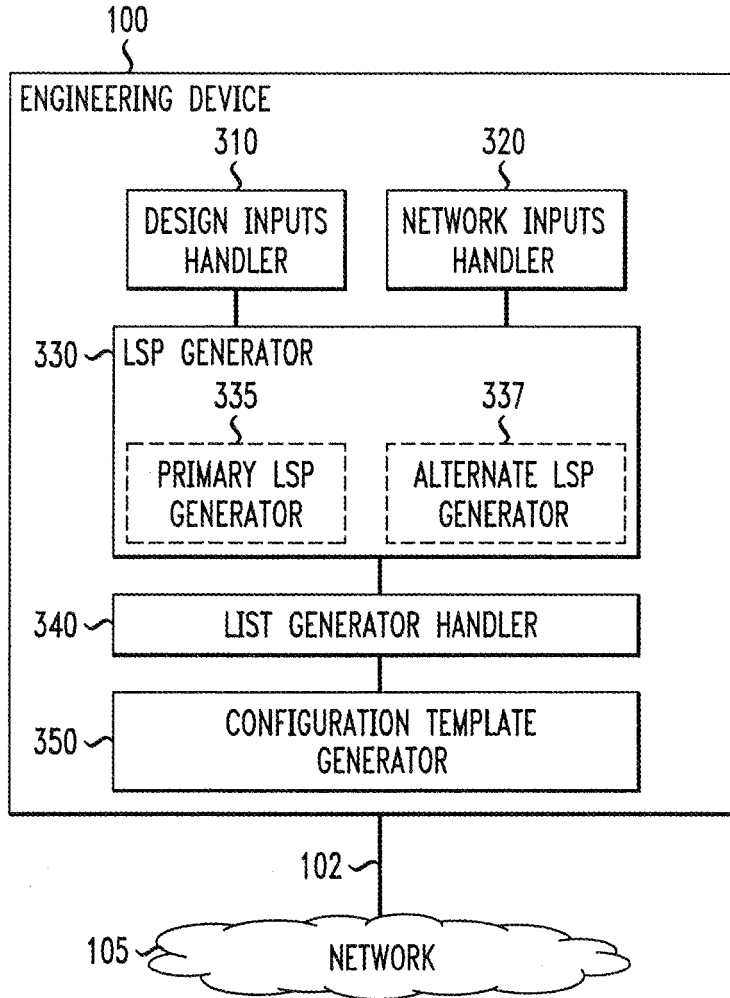 100
ENGINEERING DEVICE
310
320
DESIGN INPUTS
HANDLER
NETWORK INPUTS
HANDLER
330
LSP GENERATOR
335
337
PRIMARY LSP
GENERATOR
ALTERNATE LSP
GENERATOR
340
LIST GENERATOR HANDLER
350
CONFIGURATION TEMPLATE
GENERATOR
102
105
NETWORK